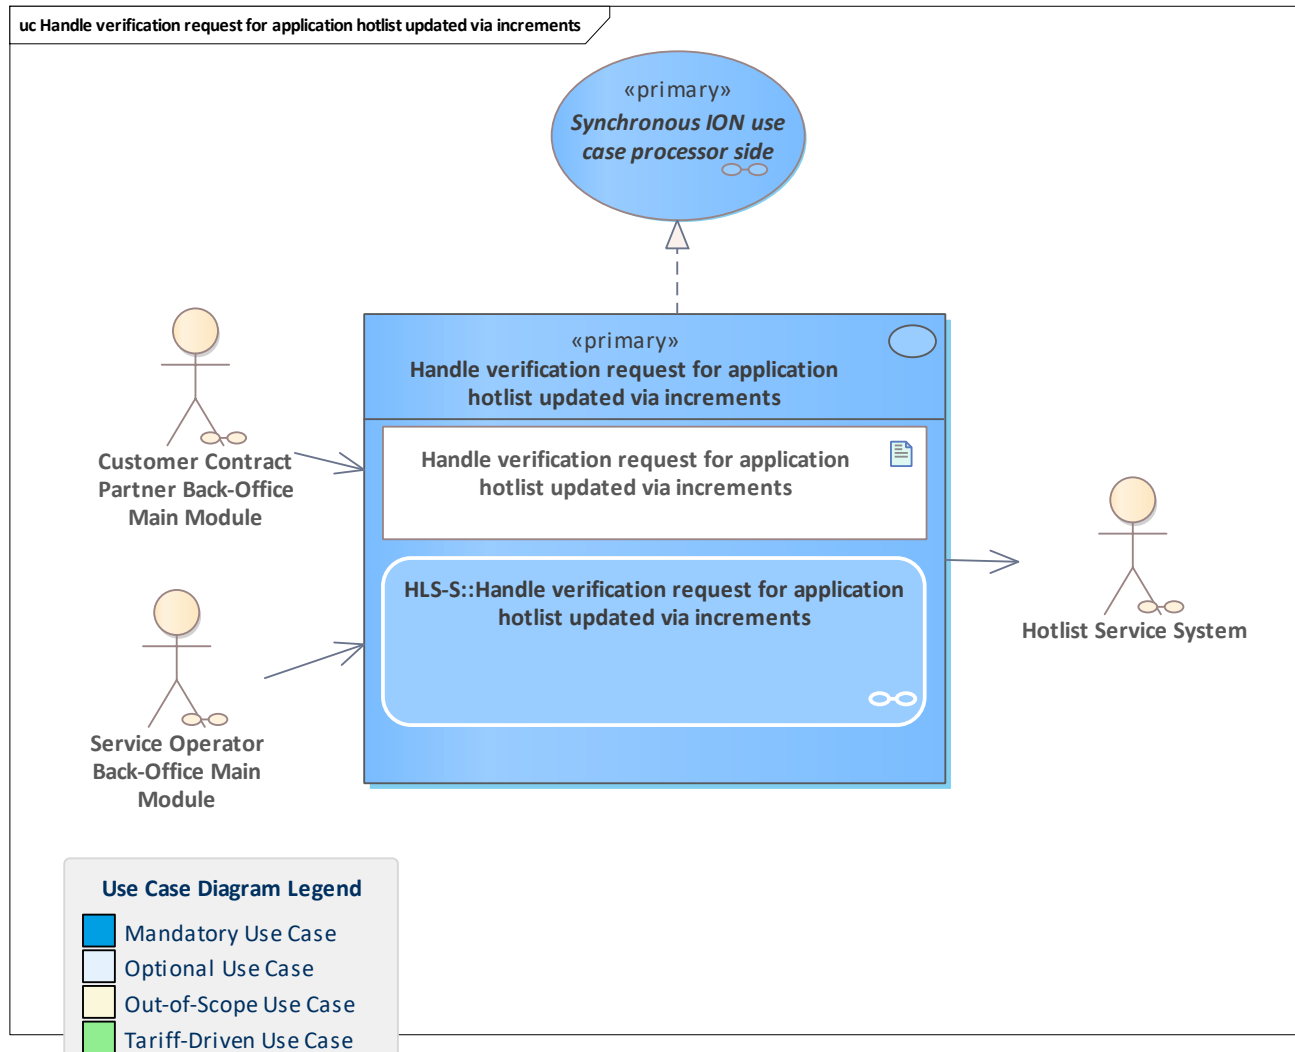 uc Handle verification request for application hotlist updated via increments
«primary»
Synchronous ION use
case processor side
«primary»
Handle verification request for application
hotlist updated via increments
Handle verification request for application
hotlist updated via increments
HLS-S::Handle verification request for application
hotlist updated via increments
Customer Contract
Partner Back-Office
Main Module
Service Operator
Back-Office Main
Module
Hotlist Service System
Use Case Diagram Legend
Mandatory Use Case
Optional Use Case
Out-of-Scope Use Case
Tariff-Driven Use Case